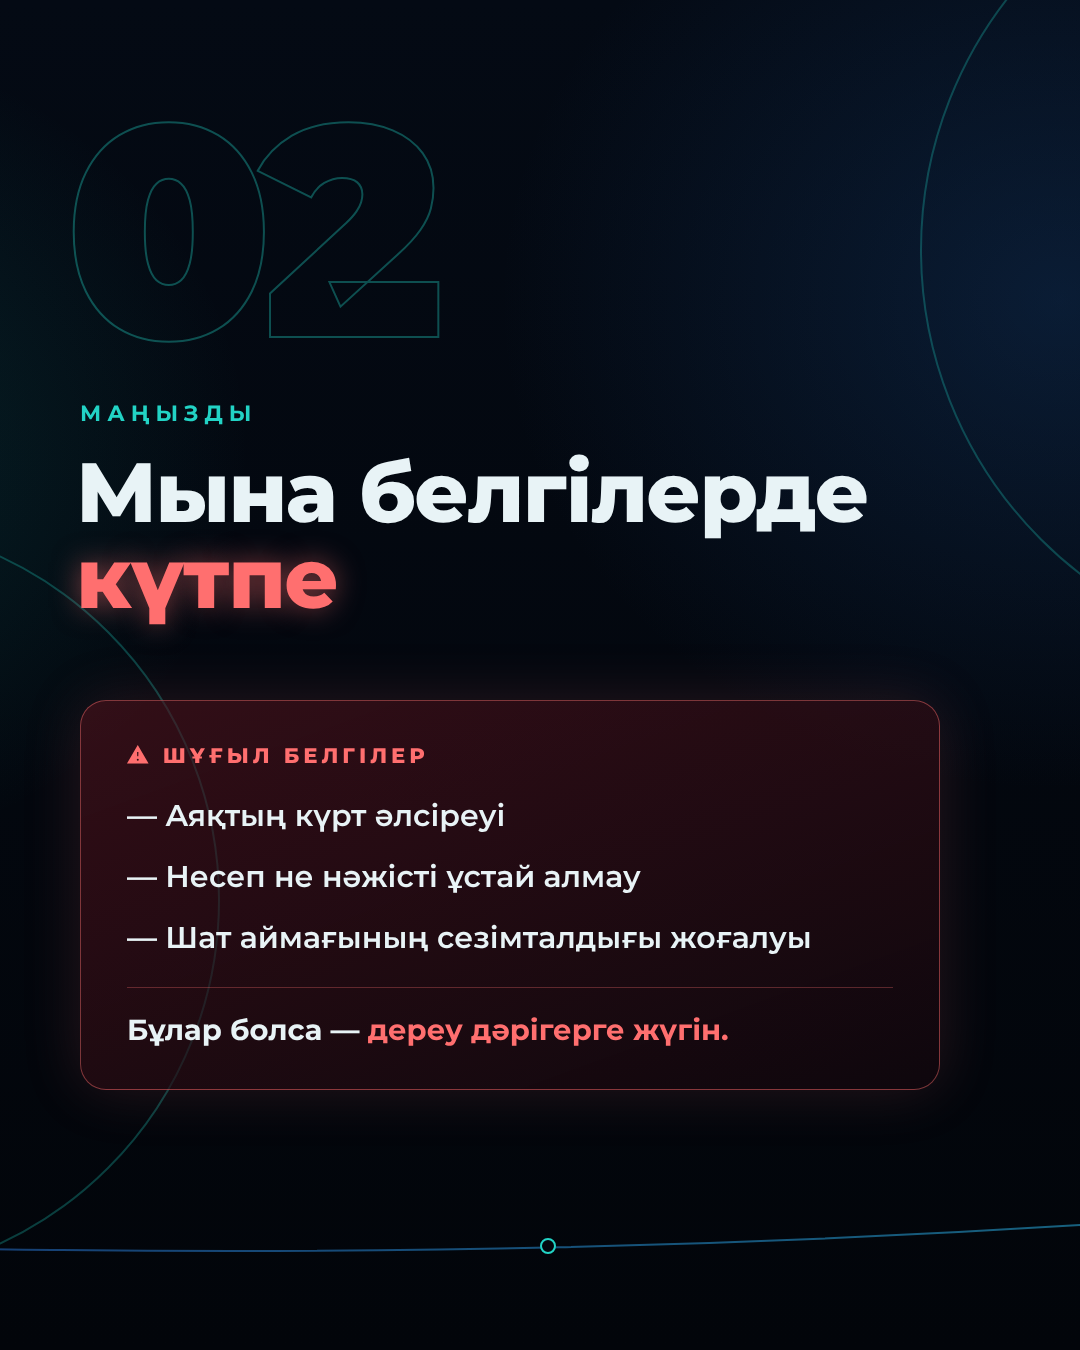 02
МАҢЫЗДЫ
Мына белгілерде
күтпе
ШҰҒЫЛ БЕЛГІЛЕР
— Аяқтың күрт әлсіреуі
— Несеп не нәжісті ұстай алмау
— Шат аймағының сезімталдығы жоғалуы
Бұлар болса — дереу дәрігерге жүгін.